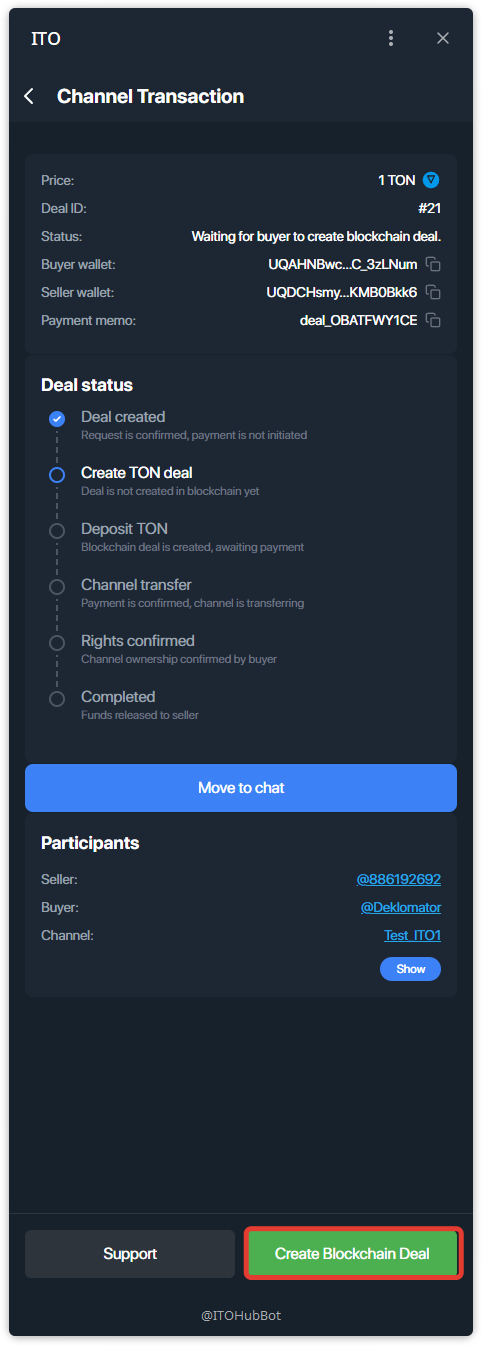 ITO
Channel Transaction
Price: 1 TON
Deal ID: #21
Status: Waiting for buyer to create blockchain deal.
Buyer wallet: UQAHNBwc...C_3zLNum
Seller wallet: UQDCHsmy...KMB0Bkk6
Payment memo: deal_OBATFWY1CE
Deal status
Deal created
Request is confirmed, payment is not initiated
Create TON deal
Deal is not created in blockchain yet
Deposit TON
Blockchain deal is created, awaiting payment
Channel transfer
Payment is confirmed, channel is transferring
Rights confirmed
Channel ownership confirmed by buyer
Completed
Funds released to seller
Move to chat
Participants
Seller: @886192692
Buyer: @Deklomator
Channel: Test_ITO1
Show
Support Create Blockchain Deal
@ITOHubBot